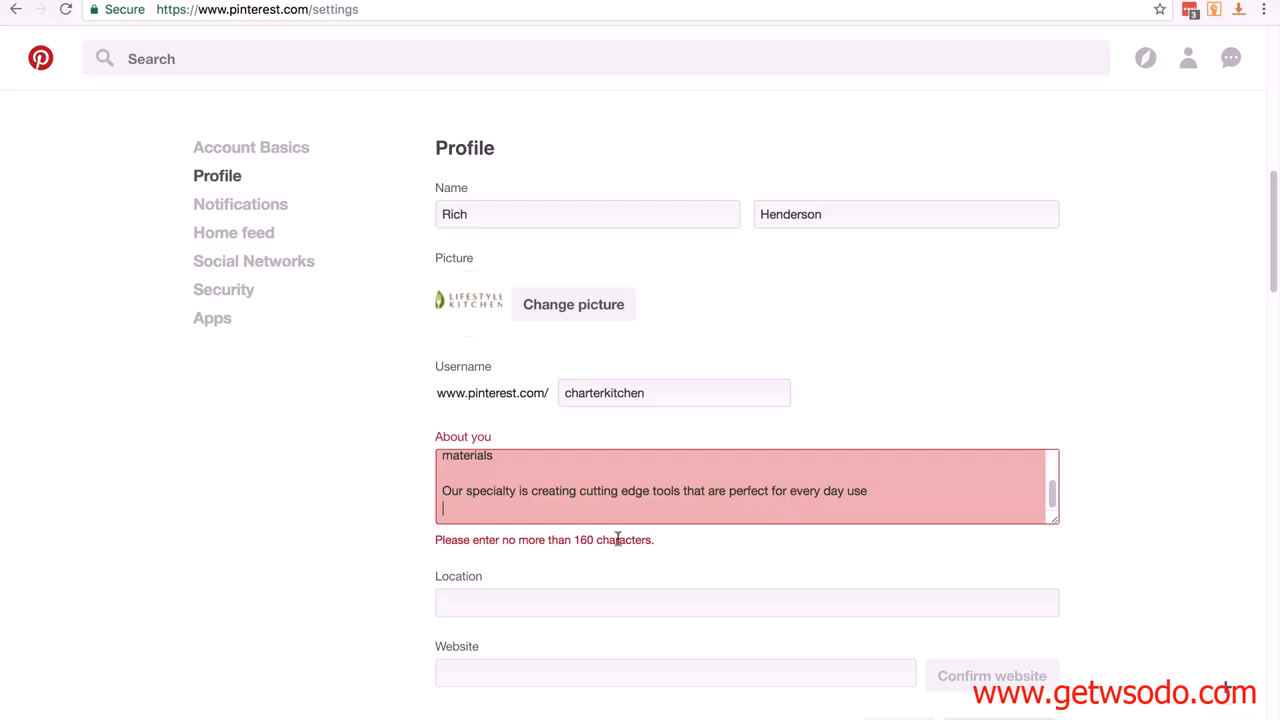 Secure https://www.pinterest.com/settings
3
Search
Account Basics
Profile
Notifications
Home feed
Social Networks
Security
Apps
Profile
Name
Rich Henderson
Picture
LIFESTYLE
KITCHEN
Change picture
Username
www.pinterest.com/ charterkitchen
About you
materials
Our specialty is creating cutting edge tools that are perfect for every day use
Please enter no more than 160 characters.
Location
Website
Confirm website
www.getwsodo.com